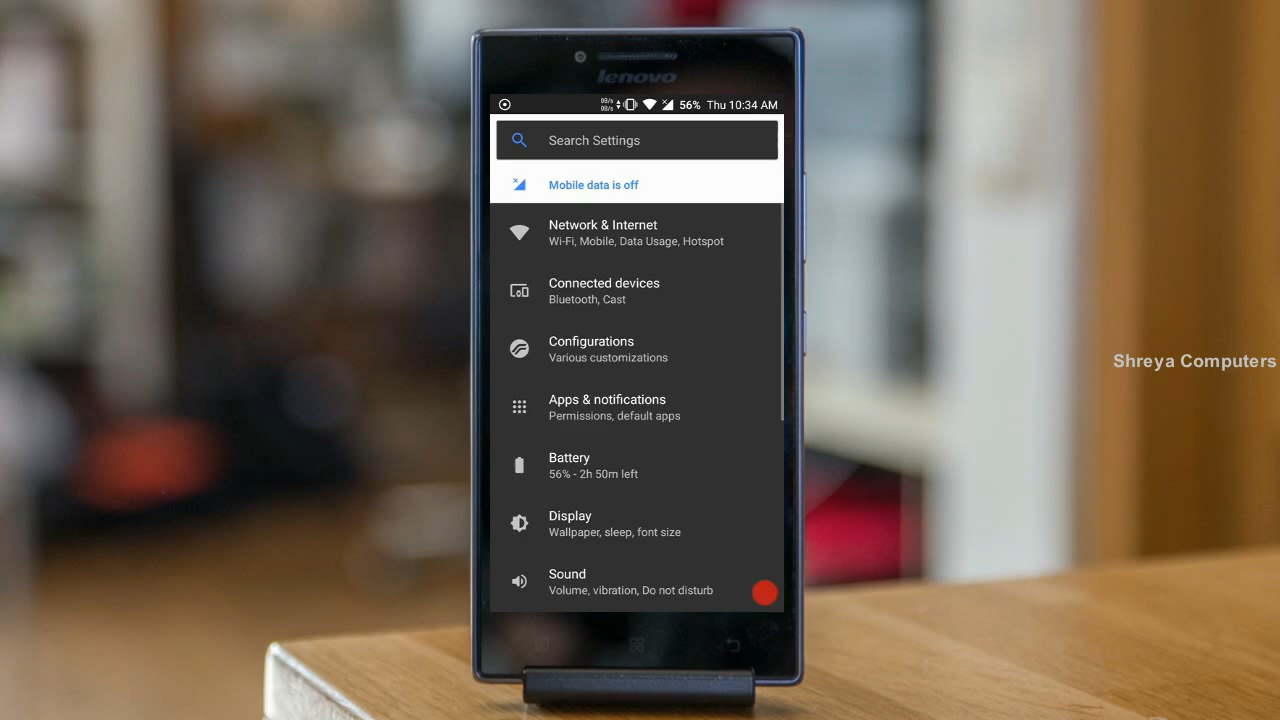 lenovo
0B/s
0B/s
56% Thu 10:34 AM
Search Settings
Mobile data is off
Network & Internet
Wi-Fi, Mobile, Data Usage, Hotspot
Connected devices
Bluetooth, Cast
Configurations
Various customizations
Apps & notifications
Permissions, default apps
Battery
56% - 2h 50m left
Display
Wallpaper, sleep, font size
Sound
Volume, vibration, Do not disturb
Shreya Computers